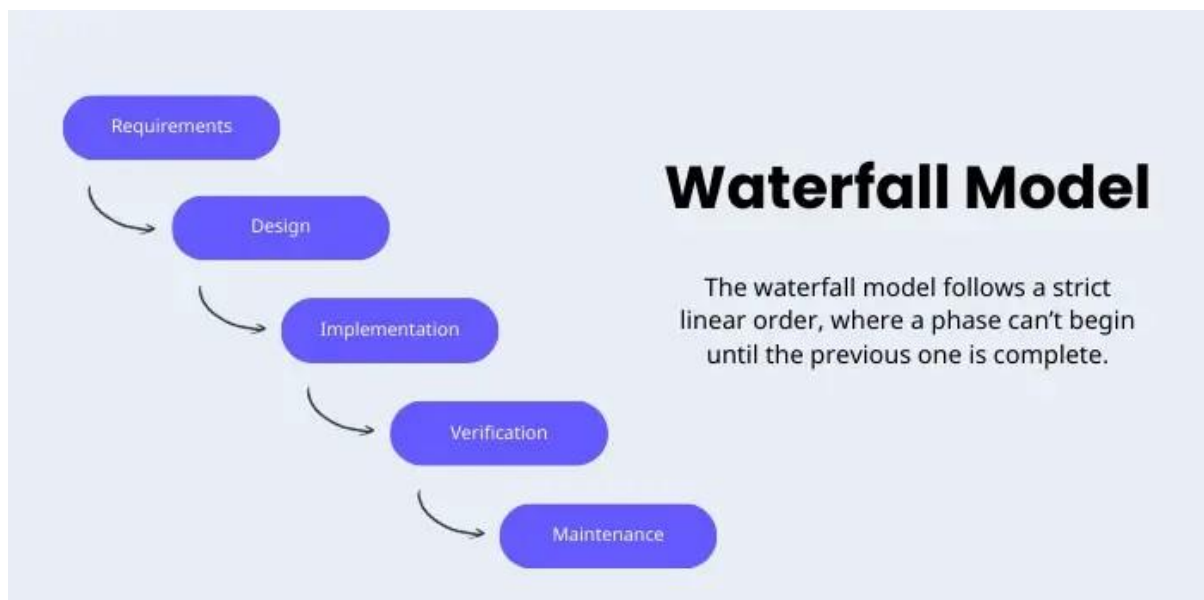 Requirements
Design
Implementation
Verification
Maintenance
Waterfall Model
The waterfall model follows a strict
linear order, where a phase can’t begin
until the previous one is complete.